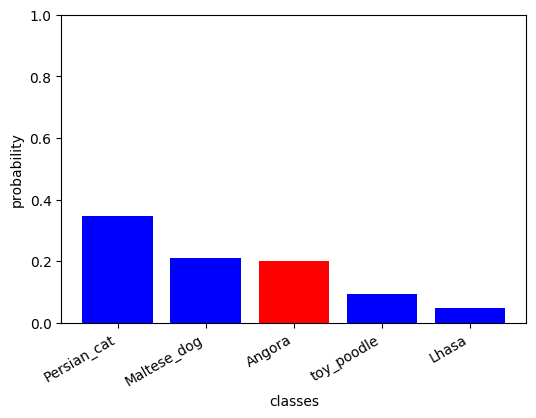 1.0
0.8
0.6
0.4
0.2
0.0
probability
Persian_cat
Maltese_dog
Angora
toy_poodle
Lhasa
classes